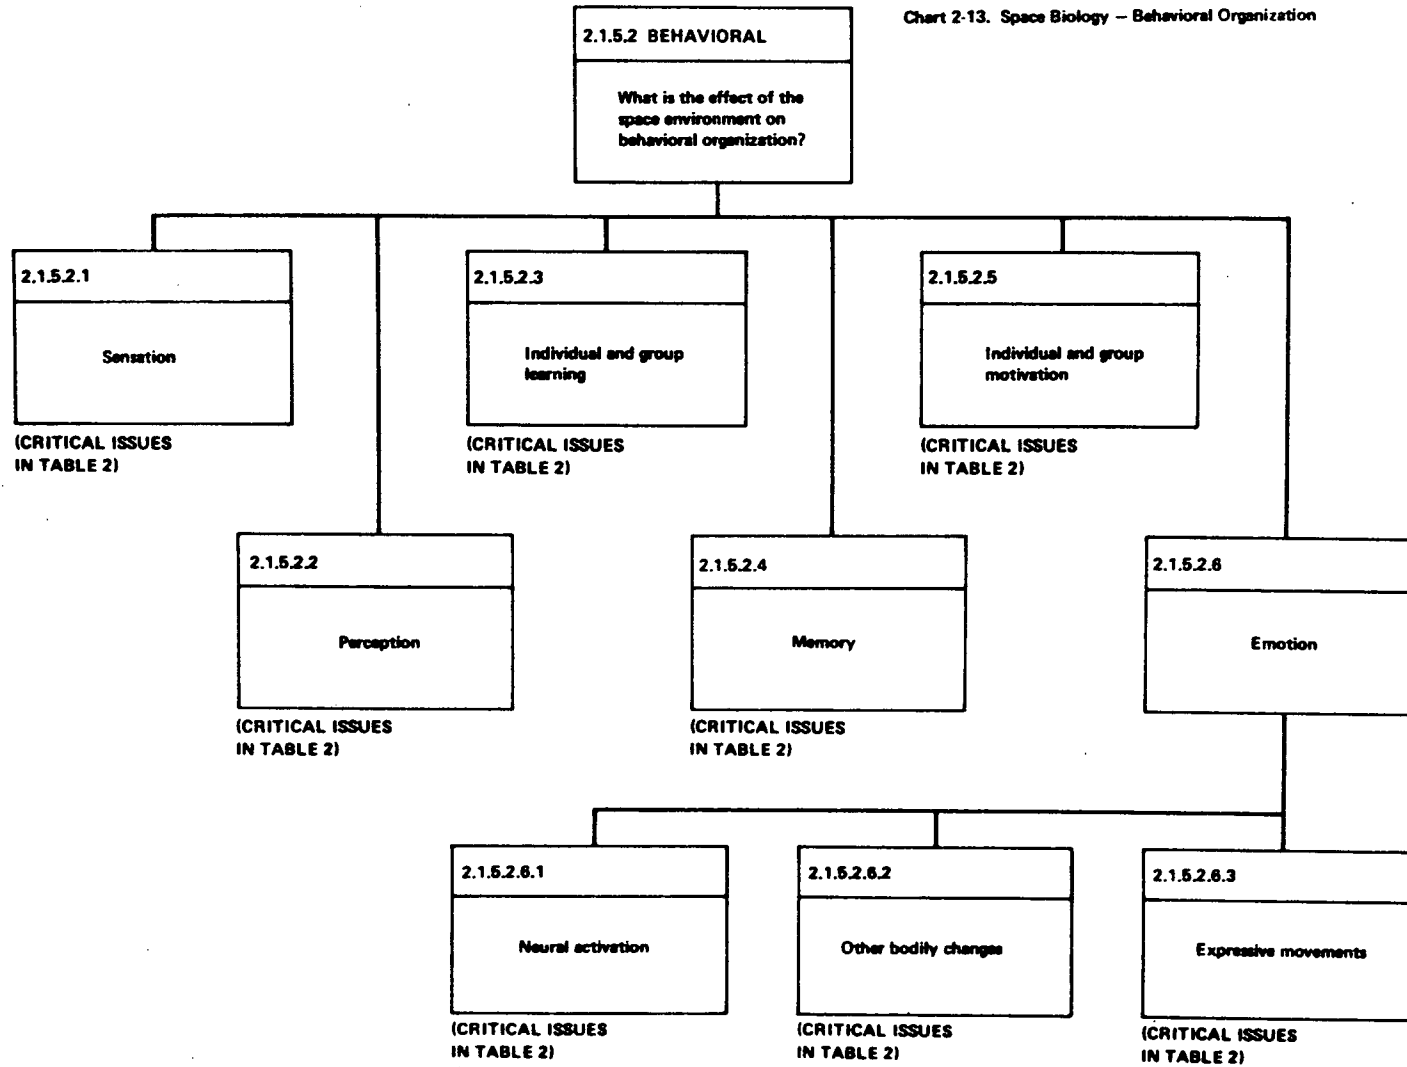 Chart 2-13. Space Biology — Behavioral Organization
2.1.5.2 BEHAVIORAL
What is the effect of the
space environment on
behavioral organization?
2.1.5.2.1
Sensation
(CRITICAL ISSUES
IN TABLE 2)
2.1.5.2.3
Individual and group
learning
(CRITICAL ISSUES
IN TABLE 2)
2.1.5.2.5
Individual and group
motivation
(CRITICAL ISSUES
IN TABLE 2)
2.1.5.2.2
Perception
(CRITICAL ISSUES
IN TABLE 2)
2.1.5.2.4
Memory
(CRITICAL ISSUES
IN TABLE 2)
2.1.5.2.6
Emotion
2.1.5.2.6.1
Neural activation
(CRITICAL ISSUES
IN TABLE 2)
2.1.5.2.6.2
Other bodily changes
(CRITICAL ISSUES
IN TABLE 2)
2.1.5.2.6.3
Expressive movements
(CRITICAL ISSUES
IN TABLE 2)